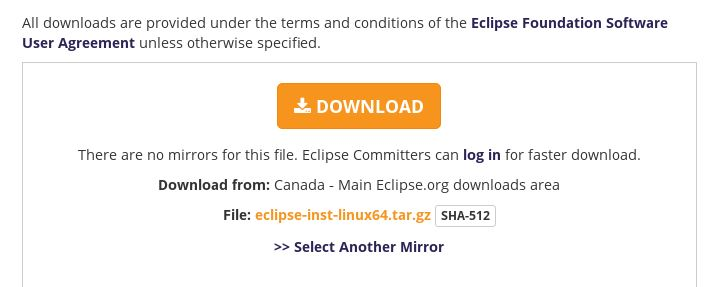 All downloads are provided under the terms and conditions of the Eclipse Foundation Software
User Agreement unless otherwise specified.
DOWNLOAD
There are no mirrors for this file. Eclipse Committers can log in for faster download.
Download from: Canada - Main Eclipse.org downloads area
File: eclipse-inst-linux64.tar.gz SHA-512
>> Select Another Mirror